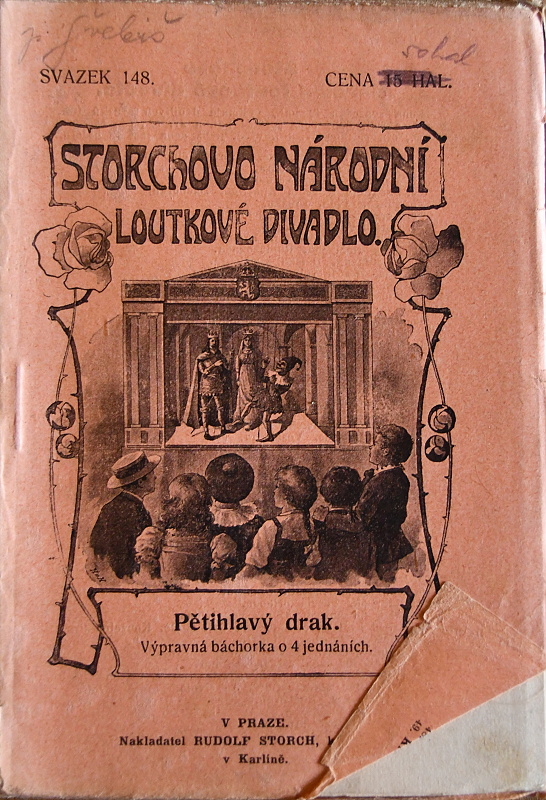 SVAZEK 148.
CENA 15 HAL.
STORCHOVO NÁRODNÍ
LOUTKOVÉ DIVADLO.
Pětihlavý drak.
Výpravná báchorka o 4 jednáních.
V PRAZE.
Nakladatel RUDOLF STORCH,
v Karlíně.
49.